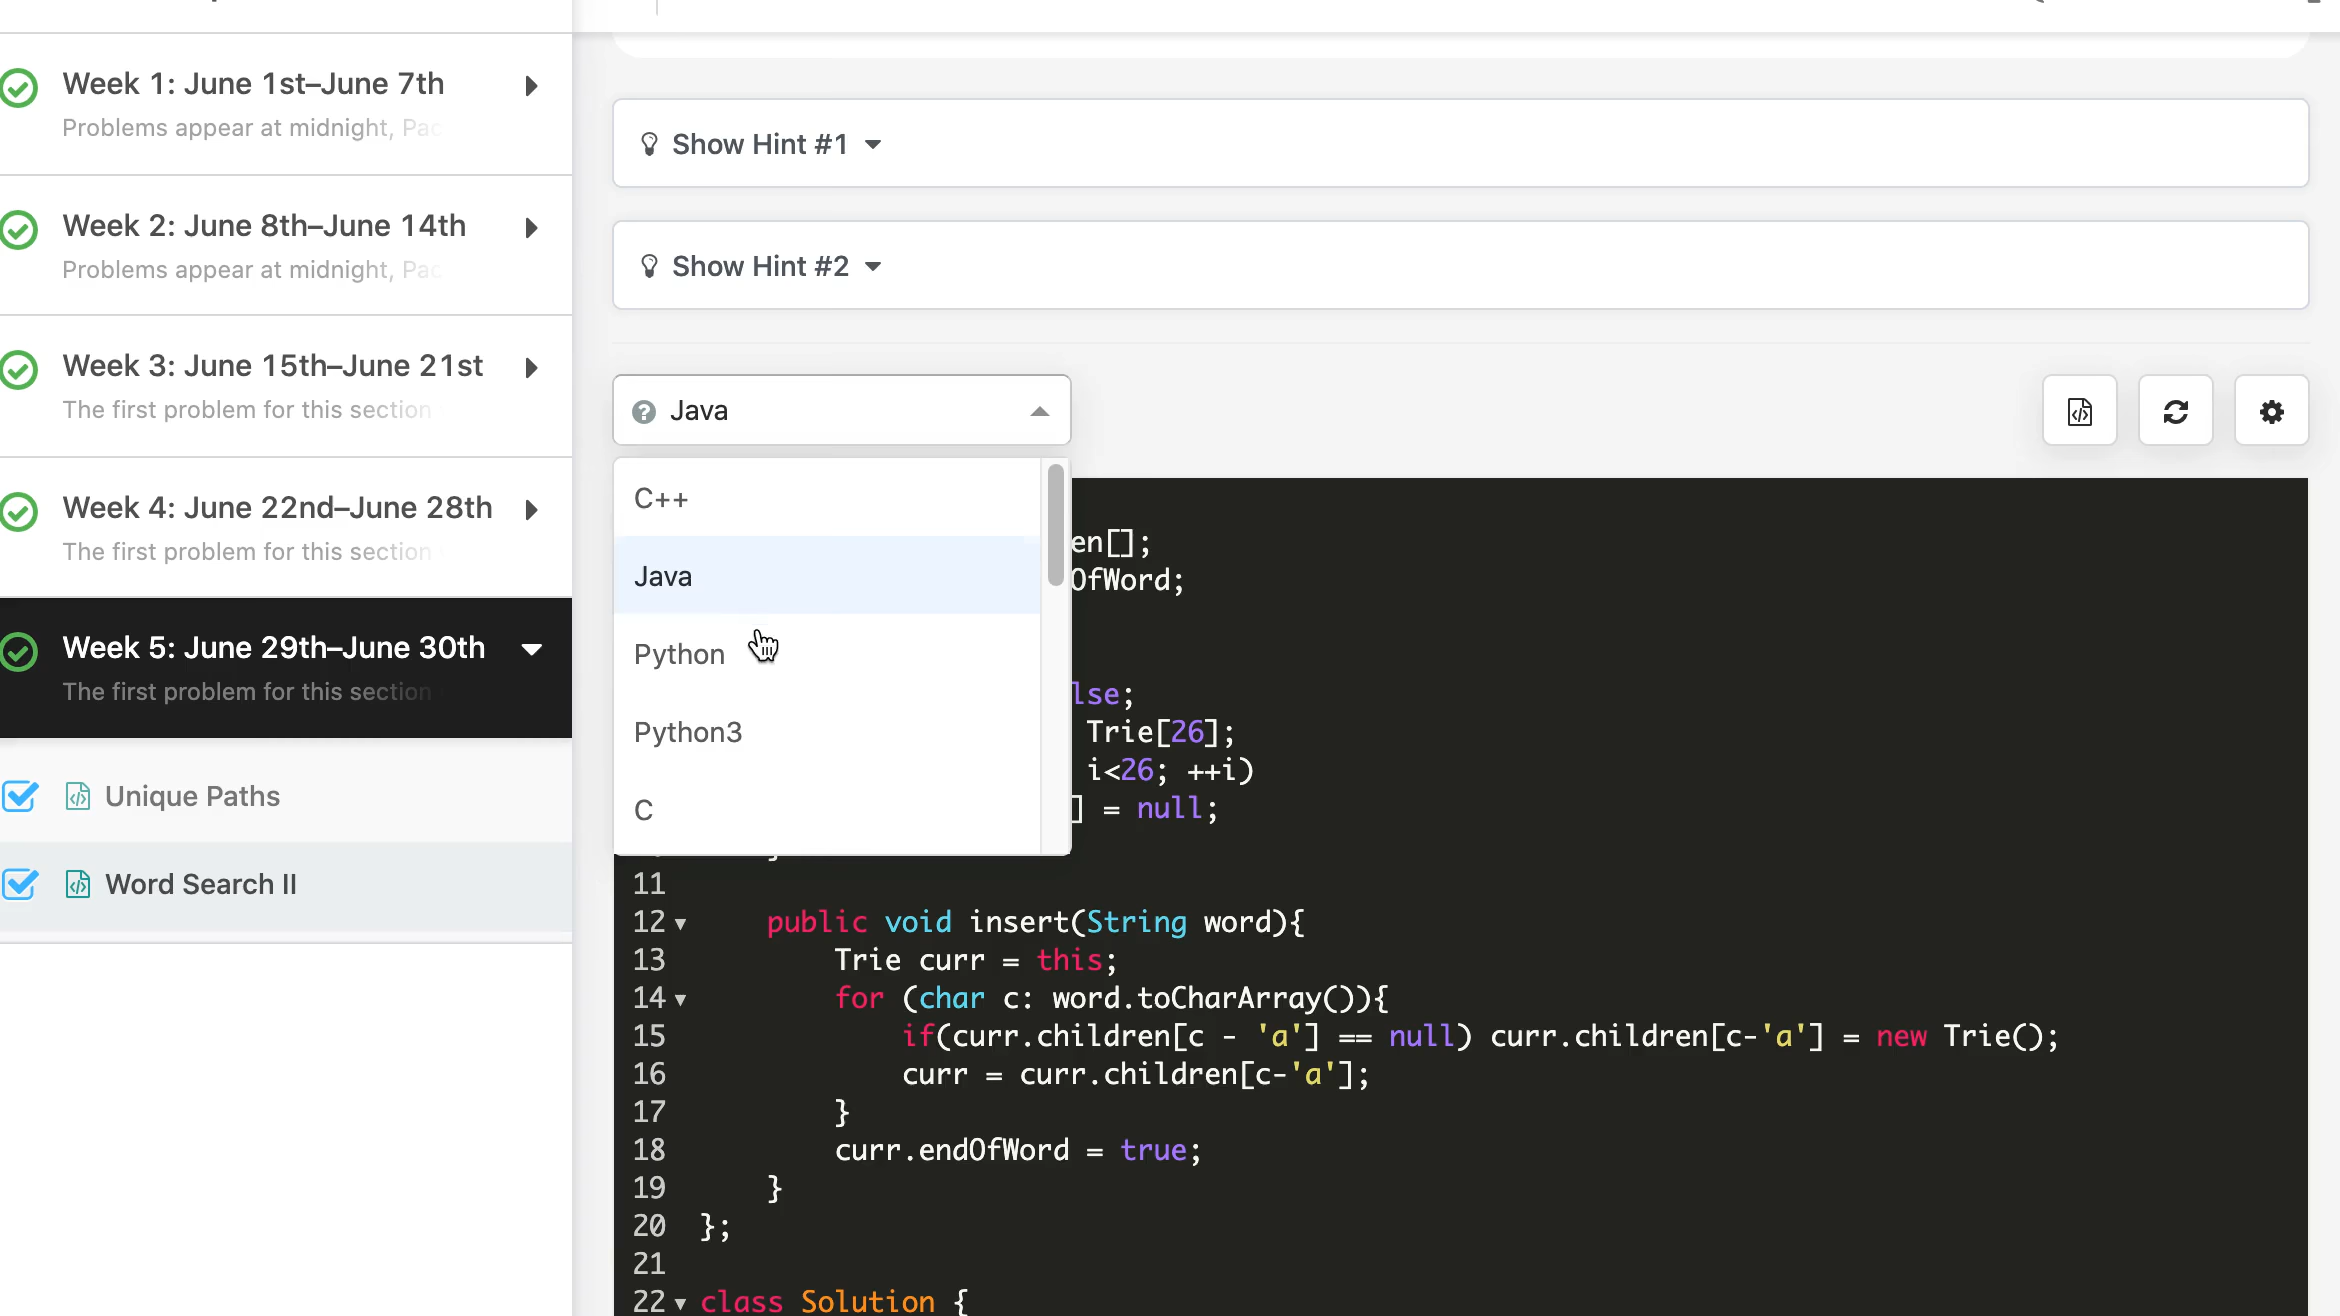 Week 1: June 1st–June 7th
Problems appear at midnight, Pac
Week 2: June 8th–June 14th
Problems appear at midnight, Pac
Week 3: June 15th–June 21st
The first problem for this section
Week 4: June 22nd–June 28th
The first problem for this section
Week 5: June 29th–June 30th
The first problem for this section
Unique Paths
Word Search II
Show Hint #1
Show Hint #2
? Java
C++
Java
Python
Python3
C
en[];
OfWord;
lse;
Trie[26];
i<26; ++i)
] = null;
11
12 public void insert(String word){
13 Trie curr = this;
14 for (char c: word.toCharArray()){
15 if(curr.children[c - 'a'] == null) curr.children[c-'a'] = new Trie();
16 curr = curr.children[c-'a'];
17 }
18 curr.endOfWord = true;
19 }
20 };
21
22 class Solution {